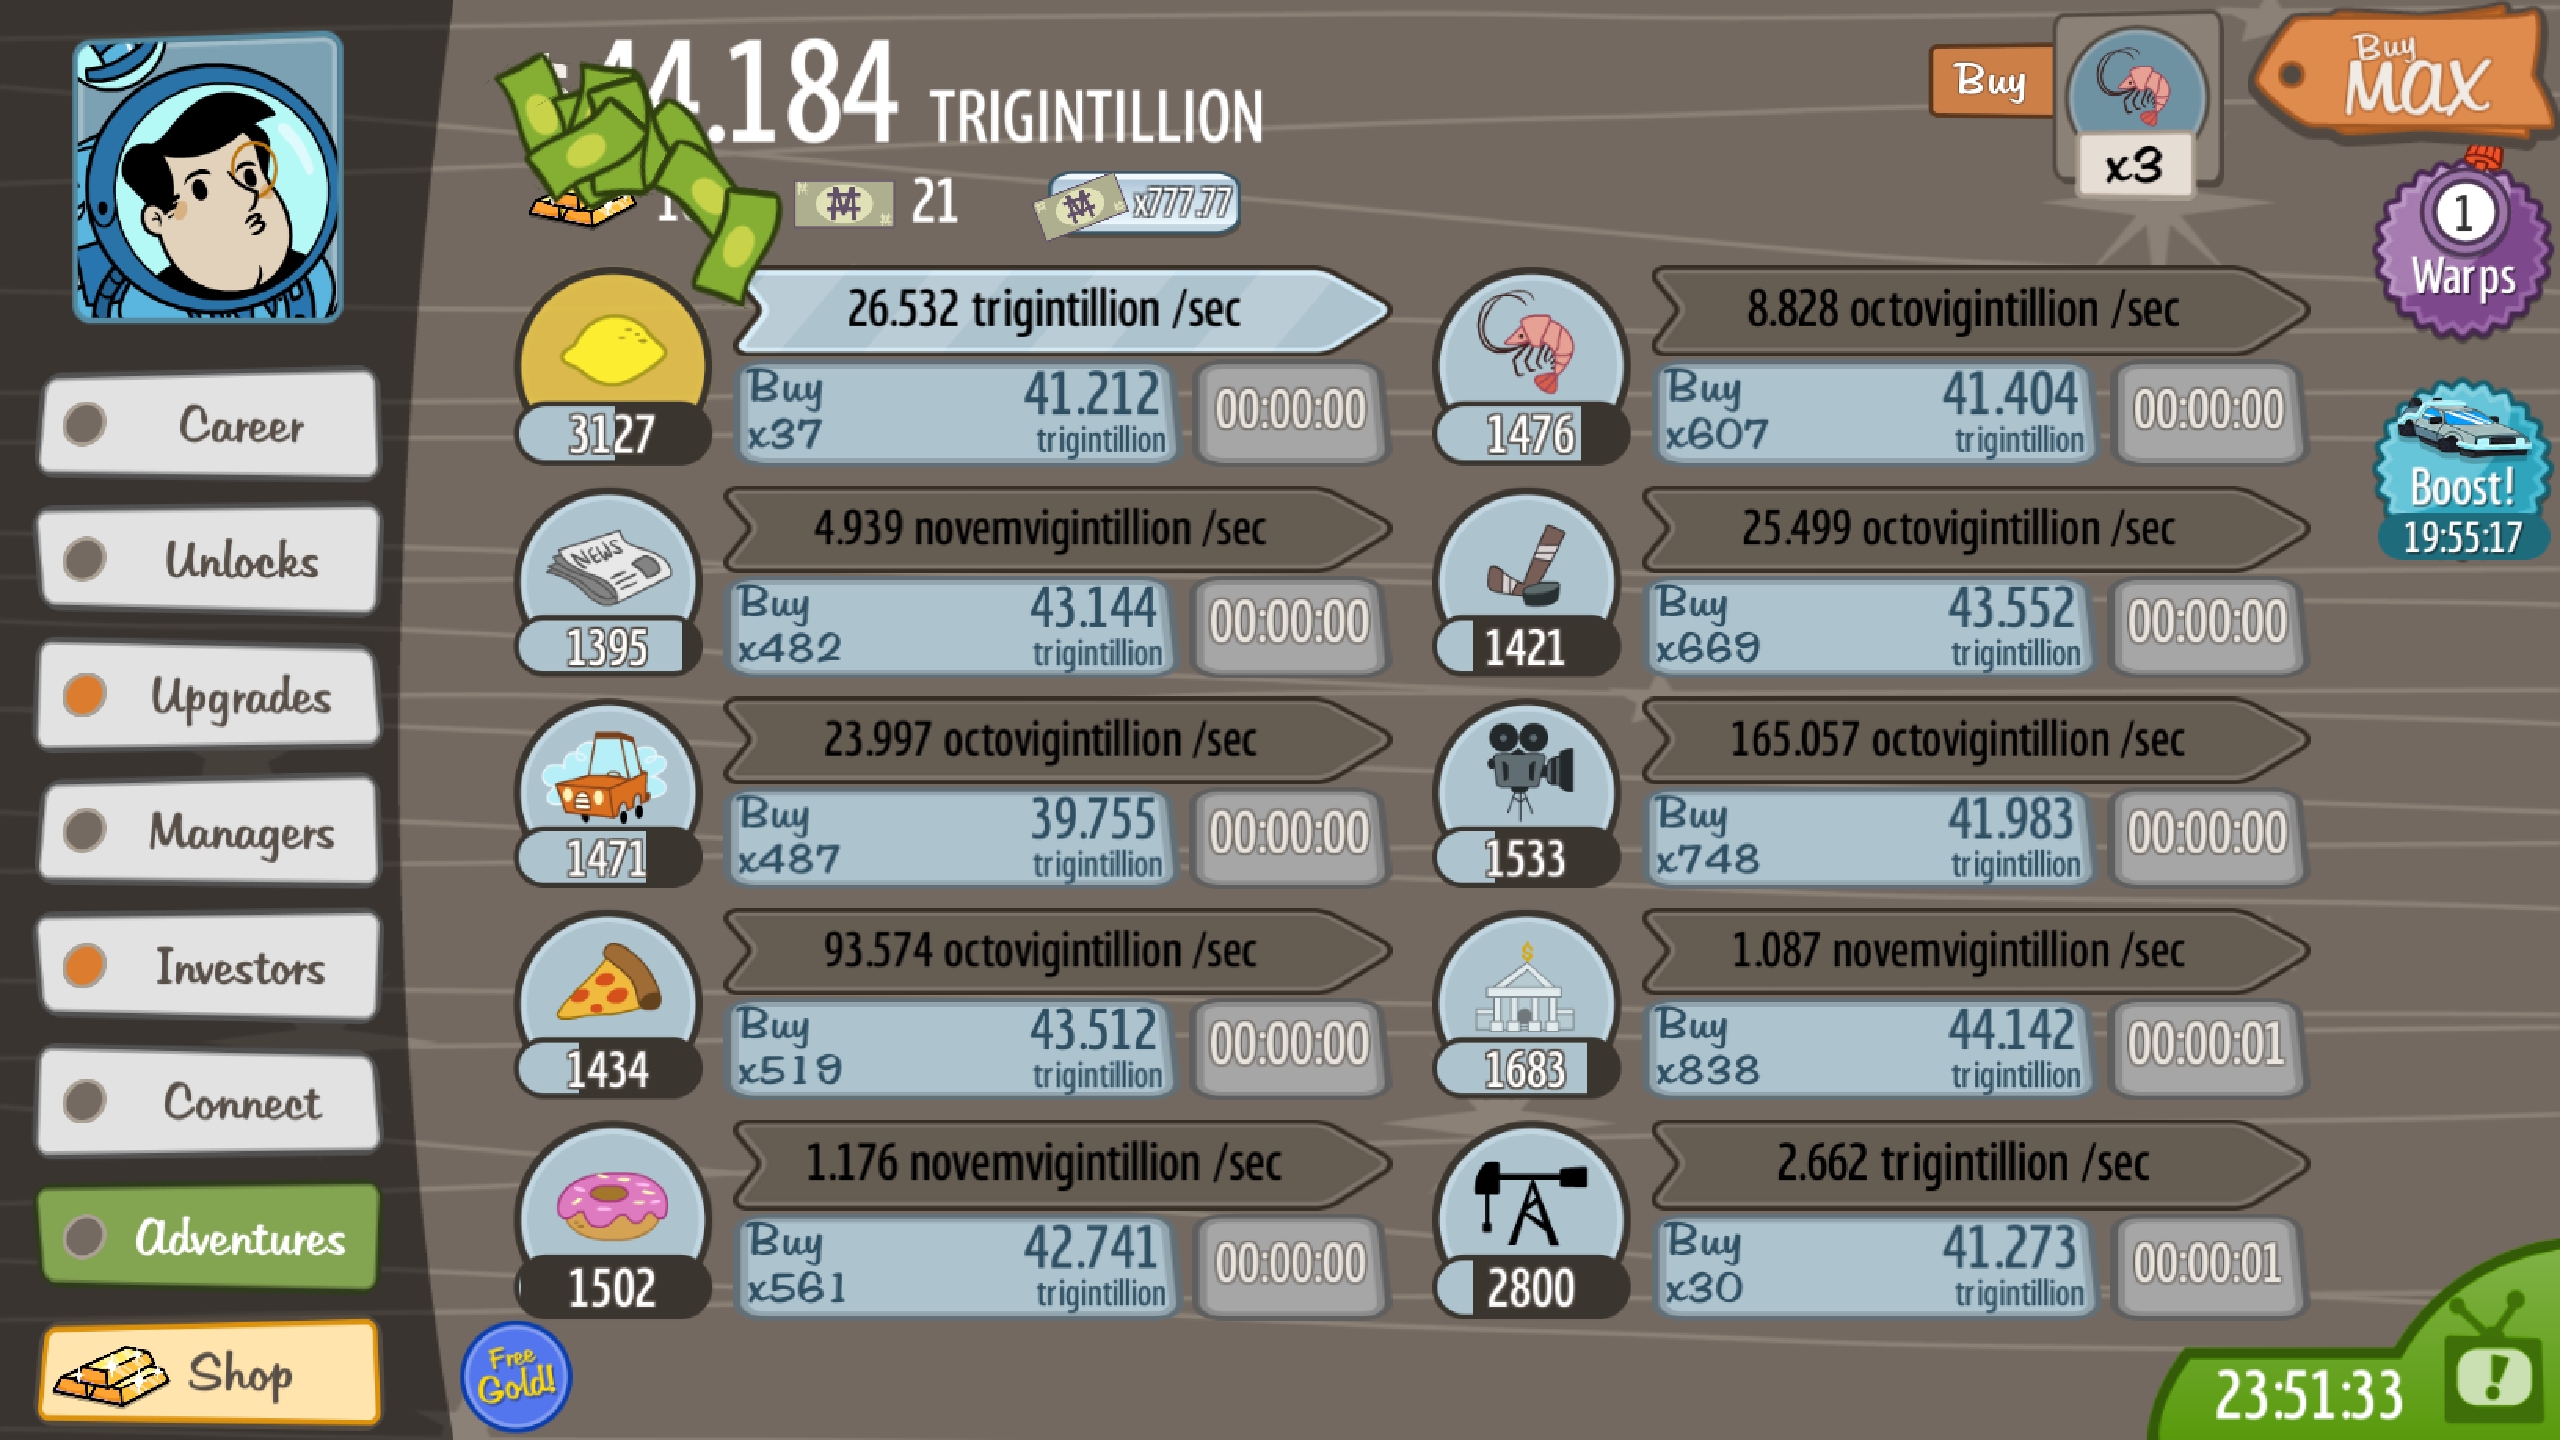 44.184 TRIGINTILLION
21
x777.77
Buy
x3
Buy
MAX
1
Warps
Boost!
19:55:17
Career
Unlocks
Upgrades
Managers
Investors
Connect
Adventures
Shop
26.532 trigintillion /sec
3127
Buy
x37
41.212
trigintillion
00:00:00
8.828 octovigintillion /sec
1476
Buy
x607
41.404
trigintillion
00:00:00
NEWS
4.939 novemvigintillion /sec
1395
Buy
x482
43.144
trigintillion
00:00:00
25.499 octovigintillion /sec
1421
Buy
x669
43.552
trigintillion
00:00:00
23.997 octovigintillion /sec
1471
Buy
x487
39.755
trigintillion
00:00:00
165.057 octovigintillion /sec
1533
Buy
x748
41.983
trigintillion
00:00:00
93.574 octovigintillion /sec
1434
Buy
x519
43.512
trigintillion
00:00:00
$
1.087 novemvigintillion /sec
1683
Buy
x838
44.142
trigintillion
00:00:01
1.176 novemvigintillion /sec
1502
Buy
x561
42.741
trigintillion
00:00:00
2.662 trigintillion /sec
2800
Buy
x30
41.273
trigintillion
00:00:01
Free
Gold!
23:51:33
!